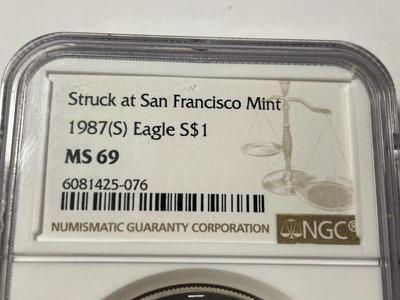 Struck at San Francisco Mint
1987(S) Eagle S$1
MS 69
6081425-076
NUMISMATIC GUARANTY CORPORATION
NGC®